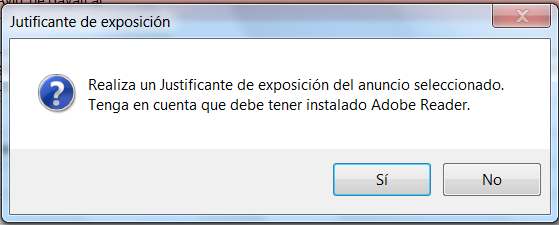 Jutificante de exposición
Realiza un Justificante de exposición del anuncio seleccionado.
Tenga en cuenta que debe tener instalado Adobe Reader.
Sí
No